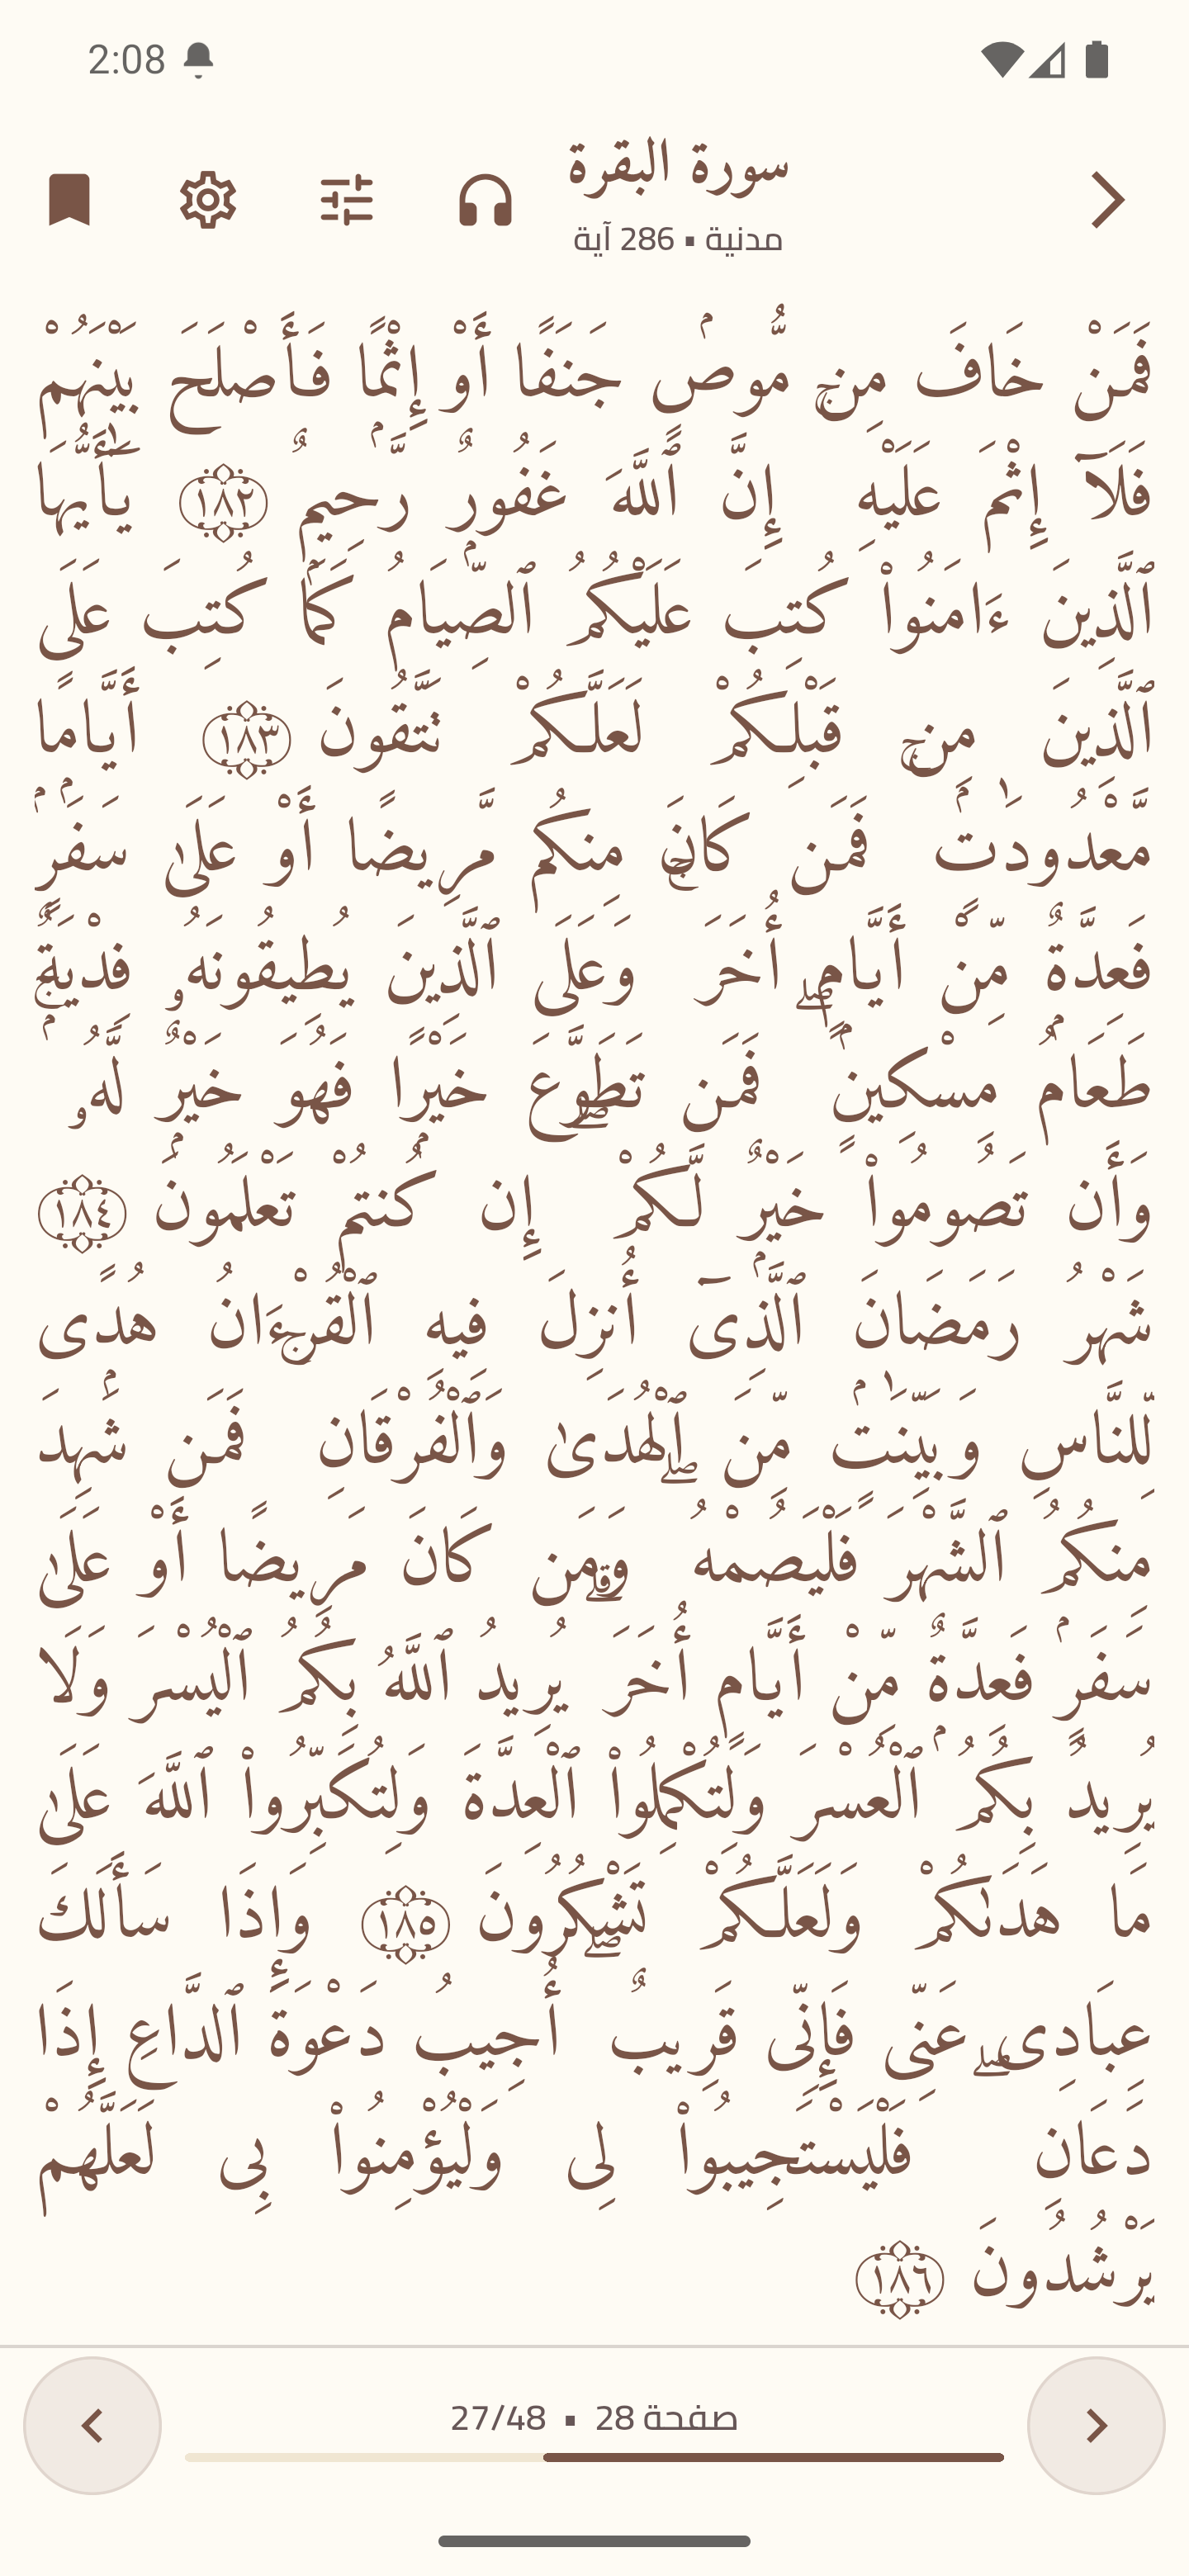 2:08
سورة البقرة
مدنية ▪ 286 آية
فَمَنْ خَافَ مِن مُّوصٍ جَنَفًا أَوْ إِثْمًا فَأَصْلَحَ بَيْنَهُمْ
فَلَآ إِثْمَ عَلَيْهِ ۚ إِنَّ ٱللَّهَ غَفُورٌ رَّحِيمٌ ١٨٢ يَـٰٓأَيُّهَا
ٱلَّذِينَ ءَامَنُوا۟ كُتِبَ عَلَيْكُمُ ٱلصِّيَامُ كَمَا كُتِبَ عَلَى
ٱلَّذِينَ مِن قَبْلِكُمْ لَعَلَّكُمْ تَتَّقُونَ ١٨٣ أَيَّامًا
مَّعْدُودَٰتٍ ۚ فَمَن كَانَ مِنكُم مَّرِيضًا أَوْ عَلَىٰ سَفَرٍ
فَعِدَّةٌ مِّنْ أَيَّامٍ أُخَرَ ۚ وَعَلَى ٱلَّذِينَ يُطِيقُونَهُۥ فِدْيَةٌ
طَعَامُ مِسْكِينٍ ۖ فَمَن تَطَوَّعَ خَيْرًا فَهُوَ خَيْرٌ لَّهُۥ ۚ
وَأَن تَصُومُوا۟ خَيْرٌ لَّكُمْ ۖ إِن كُنتُمْ تَعْلَمُونَ ١٨٤
شَهْرُ رَمَضَانَ ٱلَّذِىٓ أُنزِلَ فِيهِ ٱلْقُرْءَانُ هُدًى
لِّلنَّاسِ وَبَيِّنَـٰتٍ مِّنَ ٱلْهُدَىٰ وَٱلْفُرْقَانِ ۚ فَمَن شَهِدَ
مِنكُمُ ٱلشَّهْرَ فَلْيَصُمْهُ ۖ وَمَن كَانَ مَرِيضًا أَوْ عَلَىٰ
سَفَرٍ فَعِدَّةٌ مِّنْ أَيَّامٍ أُخَرَ ۗ يُرِيدُ ٱللَّهُ بِكُمُ ٱلْيُسْرَ وَلَا
يُرِيدُ بِكُمُ ٱلْعُسْرَ وَلِتُكْمِلُوا۟ ٱلْعِدَّةَ وَلِتُكَبِّرُوا۟ ٱللَّهَ عَلَىٰ
مَا هَدَىٰكُمْ وَلَعَلَّكُمْ تَشْكُرُونَ ١٨٥ وَإِذَا سَأَلَكَ
عِبَادِى عَنِّى فَإِنِّى قَرِيبٌ ۖ أُجِيبُ دَعْوَةَ ٱلدَّاعِ إِذَا
دَعَانِ ۖ فَلْيَسْتَجِيبُوا۟ لِى وَلْيُؤْمِنُوا۟ بِى لَعَلَّهُمْ
يَرْشُدُونَ ١٨٦
صفحة 28 ▪ 27/48